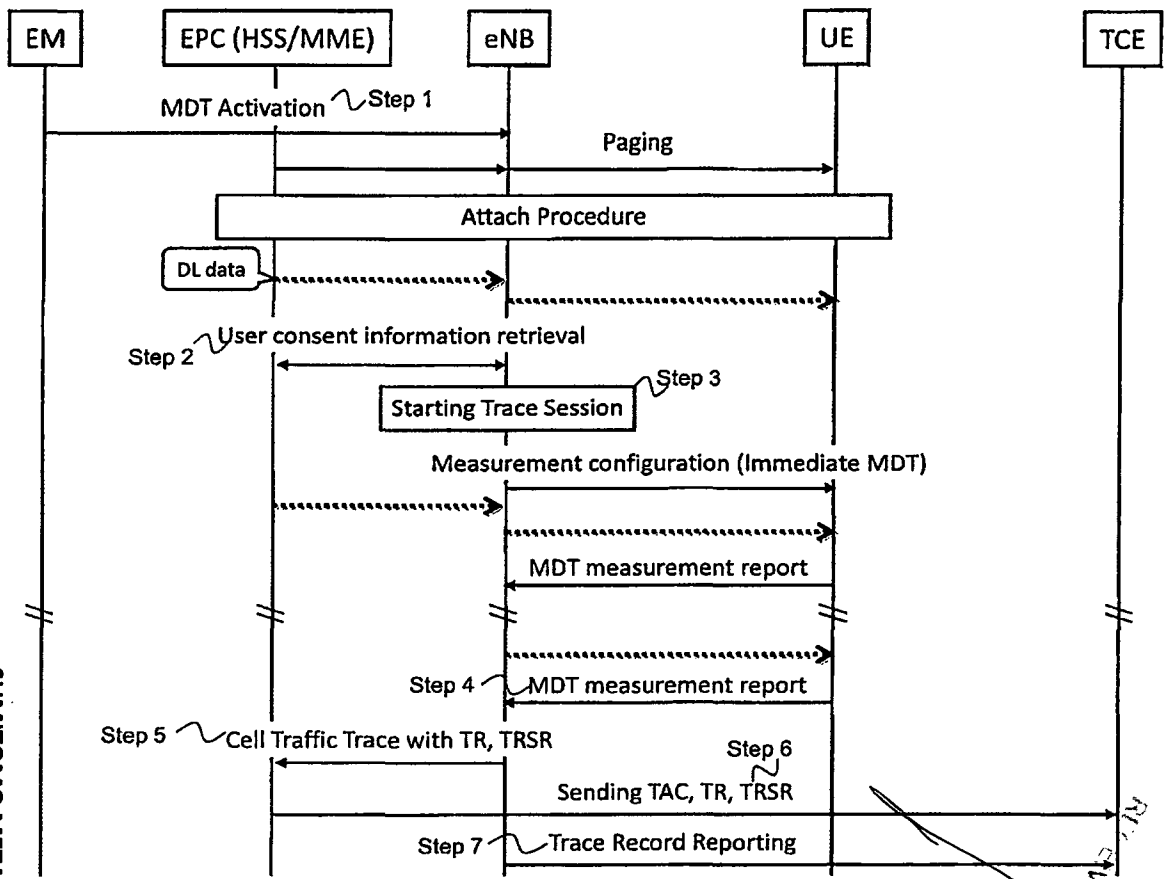 EM
EPC (HSS/MME)
eNB
UE
TCE
MDT Activation
Step 1
Paging
Attach Procedure
DL data
User consent information retrieval
Step 2
Step 3
Starting Trace Session
Measurement configuration (Immediate MDT)
MDT measurement report
Step 4
MDT measurement report
Step 5
Cell Traffic Trace with TR, TRSR
Step 6
Sending TAC, TR, TRSR
Step 7
Trace Record Reporting